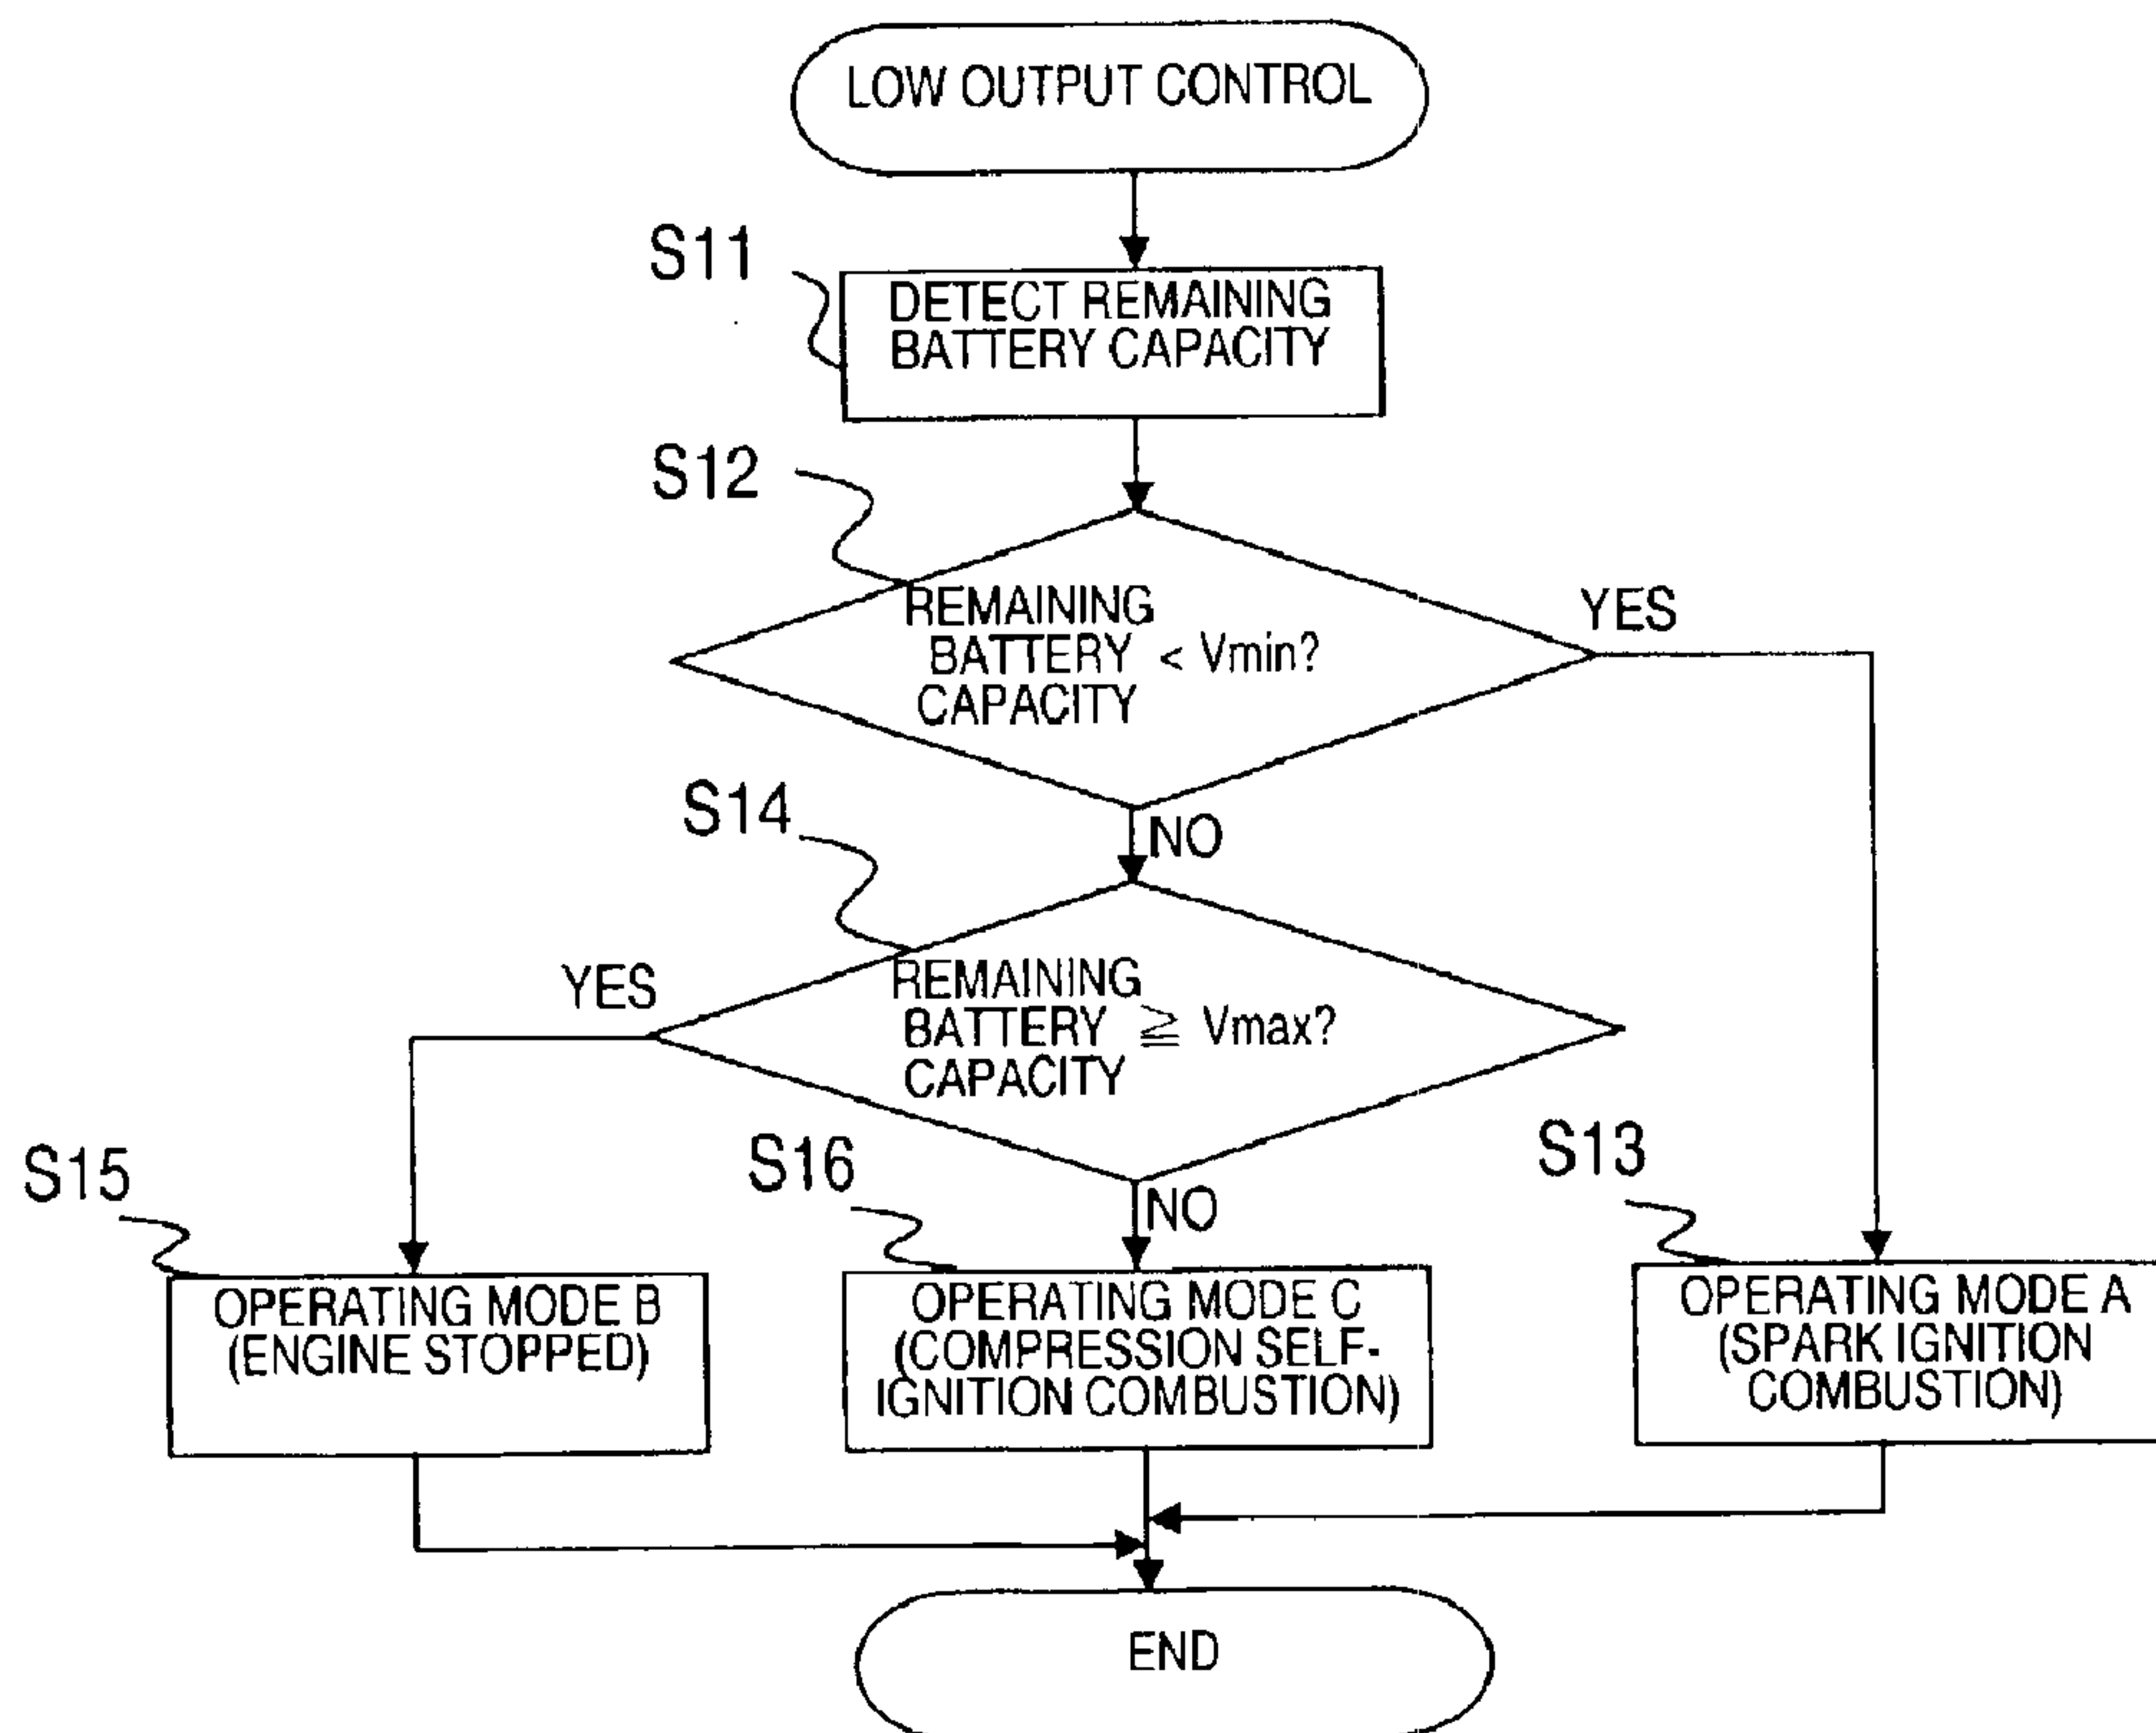 LOW OUTPUT CONTROL
S11
DETECT REMAINING
BATTERY CAPACITY
S12
REMAINING
BATTERY < Vmin?
CAPACITY
YES
NO
S14
REMAINING
BATTERY ≧ Vmax?
CAPACITY
YES
NO
S15
OPERATING MODE B
(ENGINE STOPPED)
S16
OPERATING MODE C
(COMPRESSION SELF-
IGNITION COMBUSTION)
S13
OPERATING MODE A
(SPARK IGNITION
COMBUSTION)
END